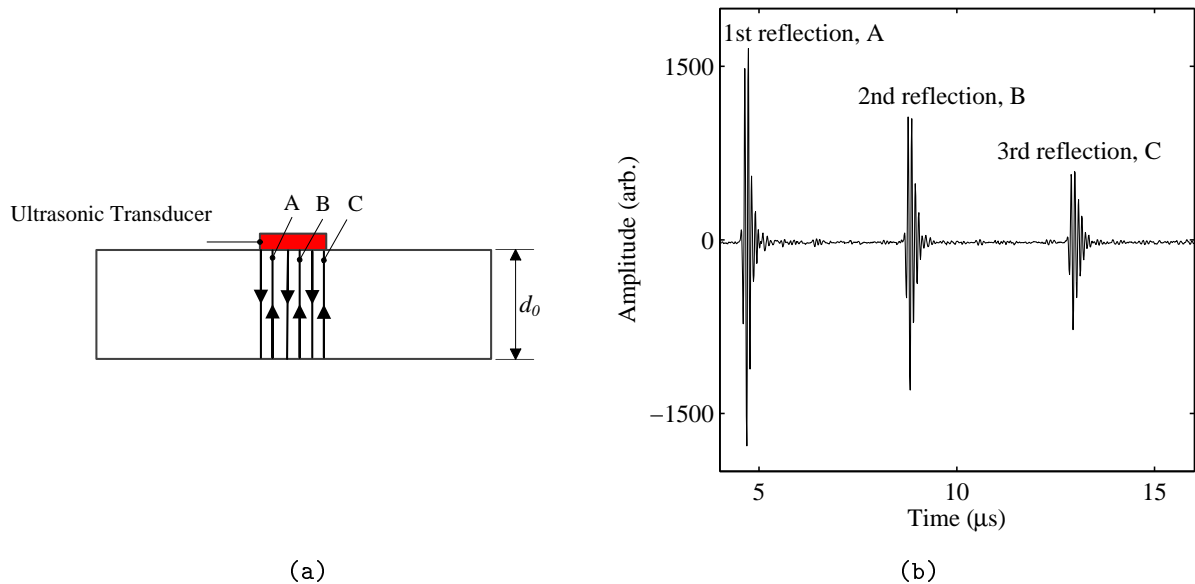 Ultrasonic Transducer
A
B
C
d0
(a)
1st reflection, A
2nd reflection, B
3rd reflection, C
1500
0
−1500
Amplitude (arb.)
5
10
15
Time (μs)
(b)